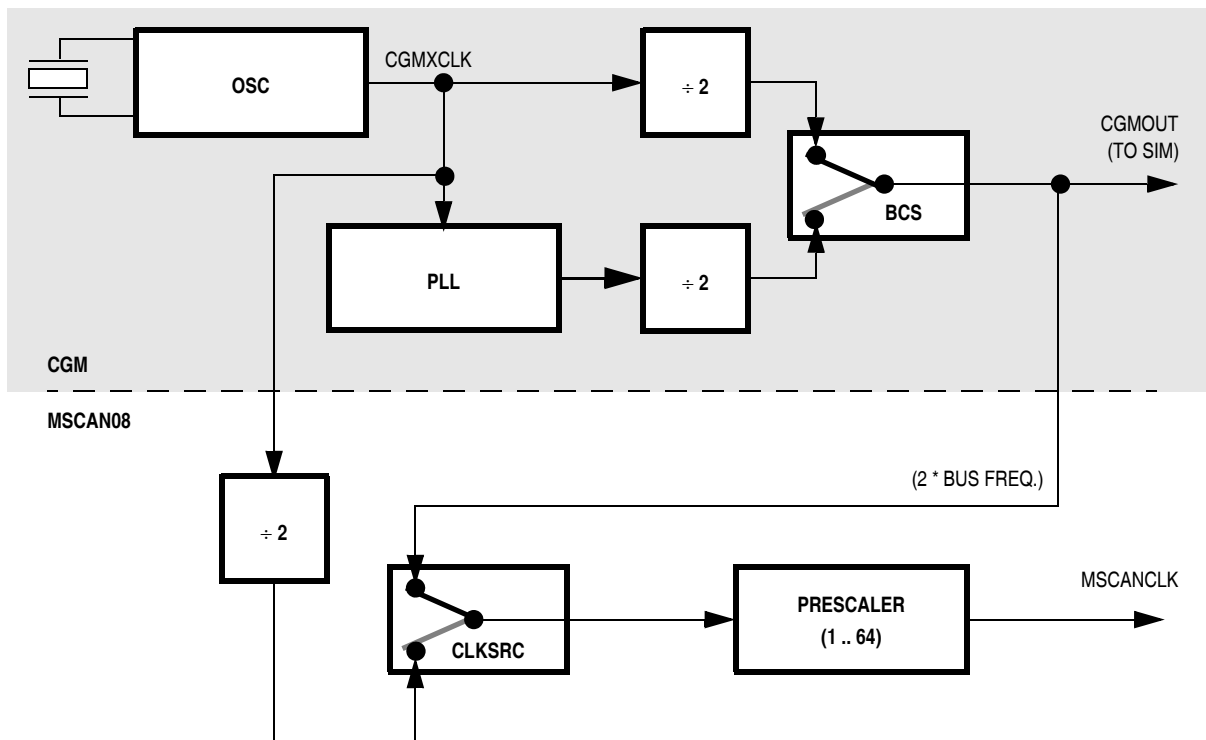 CGMXCLK
OSC
÷ 2
CGMOUT
(TO SIM)
BCS
PLL
÷ 2
CGM
MSCAN08
(2 * BUS FREQ.)
÷ 2
MSCANCLK
PRESCALER
(1 .. 64)
CLKSRC